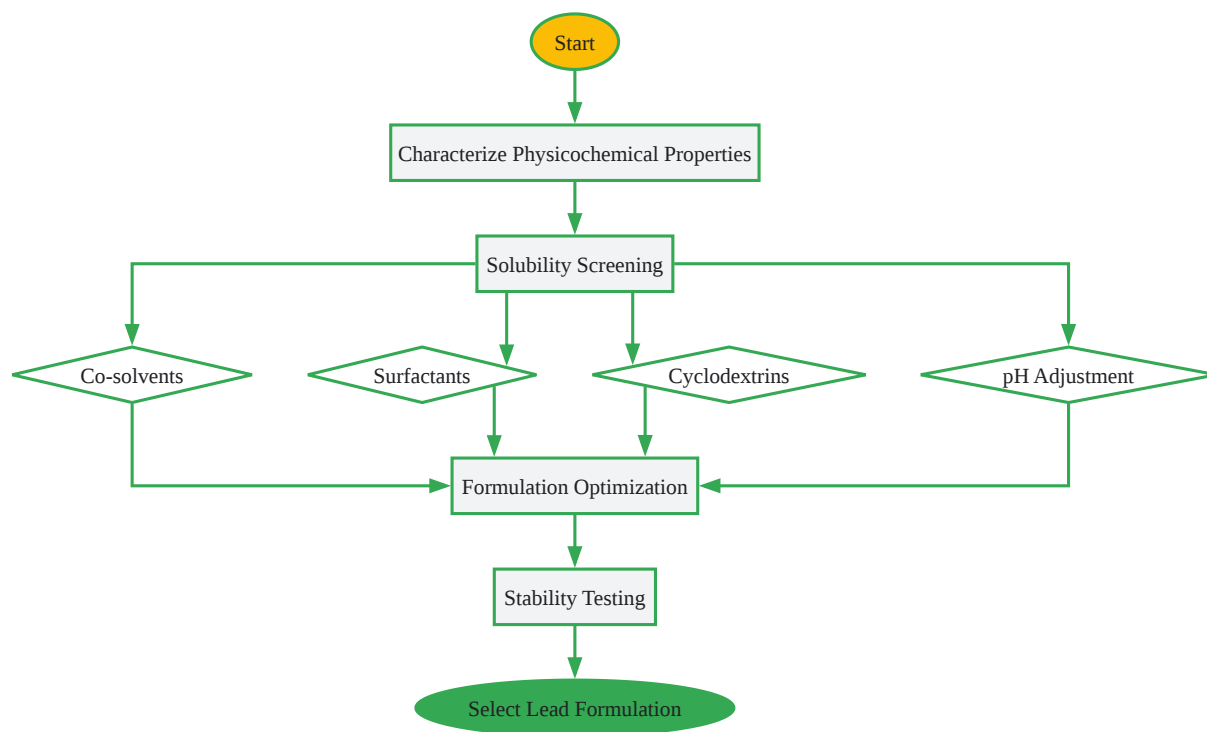 Start
Characterize Physicochemical Properties
Solubility Screening
Co-solvents
Surfactants
Cyclodextrins
pH Adjustment
Formulation Optimization
Stability Testing
Select Lead Formulation